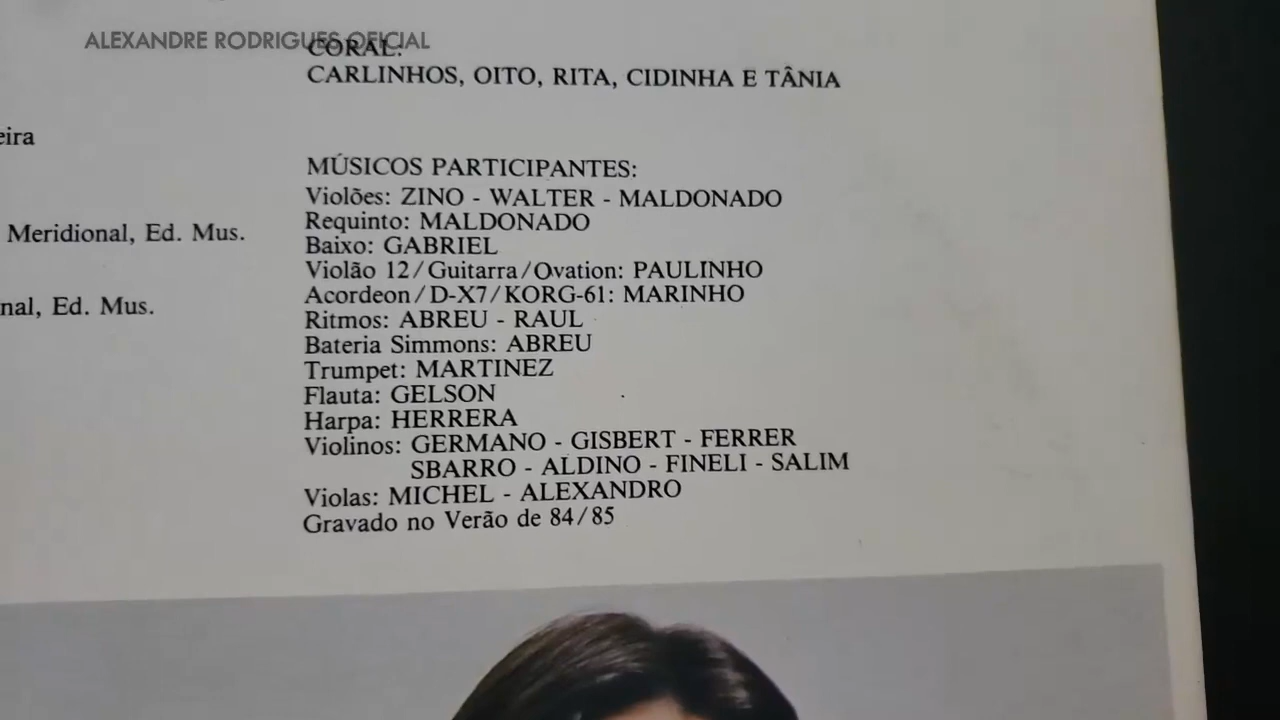 ALEXANDRE RODRIGUES OFICIAL
CORAL:
CARLINHOS, OITO, RITA, CIDINHA E TÂNIA
eira
MÚSICOS PARTICIPANTES:
Violões: ZINO - WALTER - MALDONADO
Requinto: MALDONADO
Meridional, Ed. Mus.
Baixo: GABRIEL
Violão 12/Guitarra/Ovation: PAULINHO
Acordeon/D-X7/KORG-61: MARINHO
nal, Ed. Mus.
Ritmos: ABREU - RAUL
Bateria Simmons: ABREU
Trumpet: MARTINEZ
Flauta: GELSON
Harpa: HERRERA
Violinos: GERMANO - GISBERT - FERRER
SBARRO - ALDINO - FINELI - SALIM
Violas: MICHEL - ALEXANDRO
Gravado no Verão de 84/85